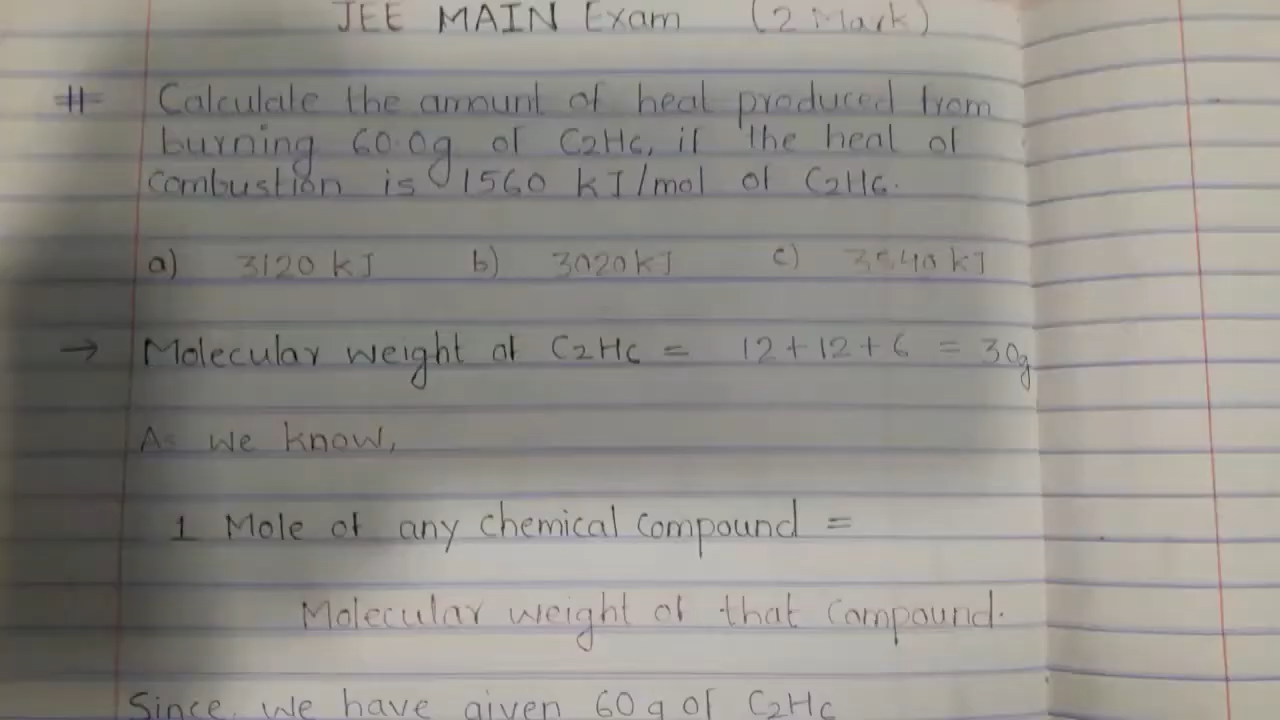 JEE MAIN Exam (2 Mark)
# Calculate the amount of heat produced from
burning 60.0g of C2H6, if the heat of
combustion is 1560 kJ/mol of C2H6.
a) 3120 kJ b) 3020 kJ c) kJ
→ Molecular weight of C2H6 = 12+12+6 = 30g
As we know,
1 Mole of any chemical compound =
Molecular weight of that compound.
Since, we have given 60g of C2H6